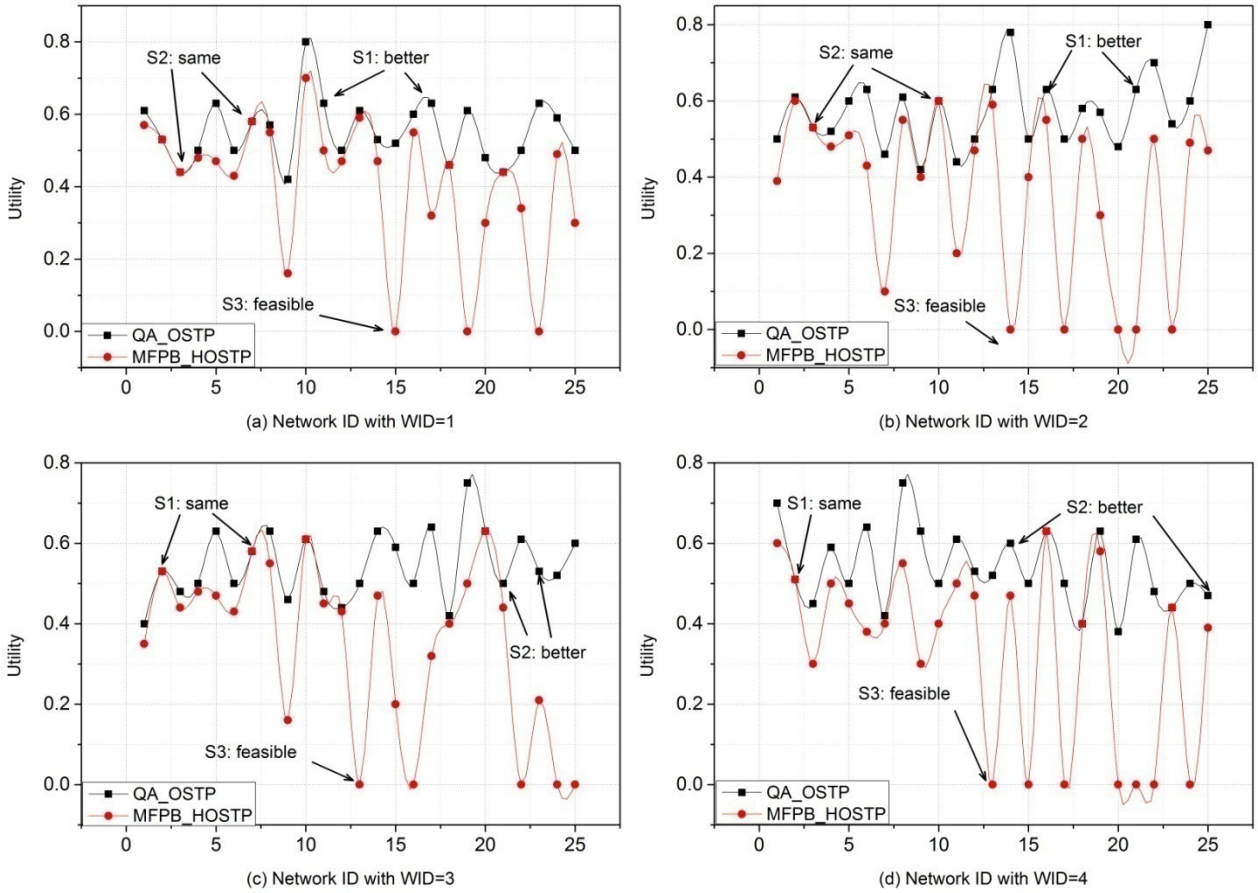 0.8
0.6
0.4
0.2
0.0
Utility
S2: same
S1: better
S3: feasible
QA_OSTP
MFPB_HOSTP
0 5 10 15 20 25
(a) Network ID with WID=1
0.8
0.6
0.4
0.2
0.0
Utility
S2: same
S1: better
S3: feasible
QA_OSTP
MFPB_HOSTP
0 5 10 15 20 25
(b) Network ID with WID=2
0.8
0.6
0.4
0.2
0.0
Utility
S1: same
S2: better
S3: feasible
QA_OSTP
MFPB_HOSTP
0 5 10 15 20 25
(c) Network ID with WID=3
0.8
0.6
0.4
0.2
0.0
Utility
S1: same
S2: better
S3: feasible
QA_OSTP
MFPB_HOSTP
0 5 10 15 20 25
(d) Network ID with WID=4